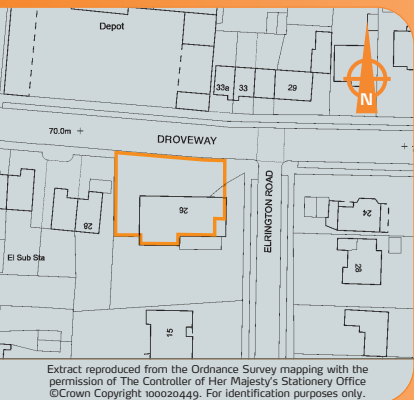 Depot
33a 33 29
N
70.0m
DROVEWAY
ELRINGTON ROAD
26
28
24
El Sub Sta
28
15
Extract reproduced from the Ordnance Survey mapping with the
permission of The Controller of Her Majesty's Stationery Office
©Crown Copyright 100020449. For identification purposes only.